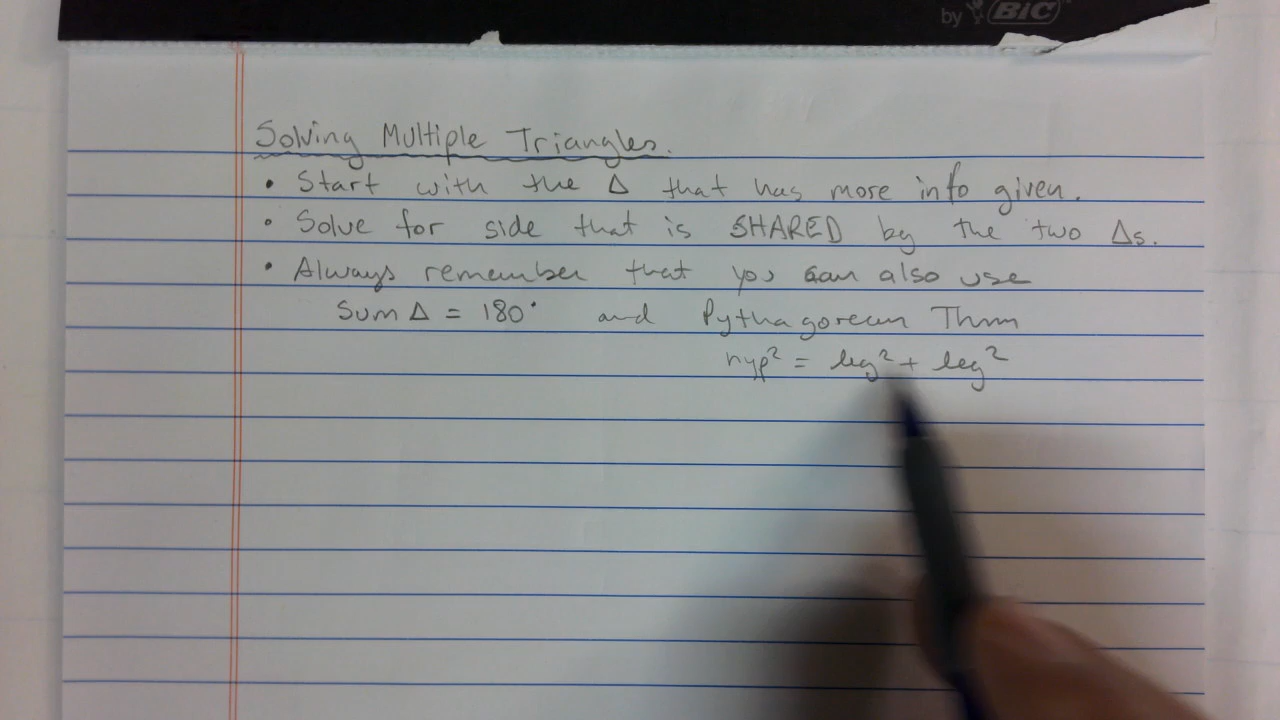 by BIC
Solving Multiple Triangles.
• Start with the Δ that has more info given.
• Solve for side that is SHARED by the two Δs.
• Always remember that you can also use
Sum Δ = 180° and Pythagorean Thm
hyp² = leg² + leg²